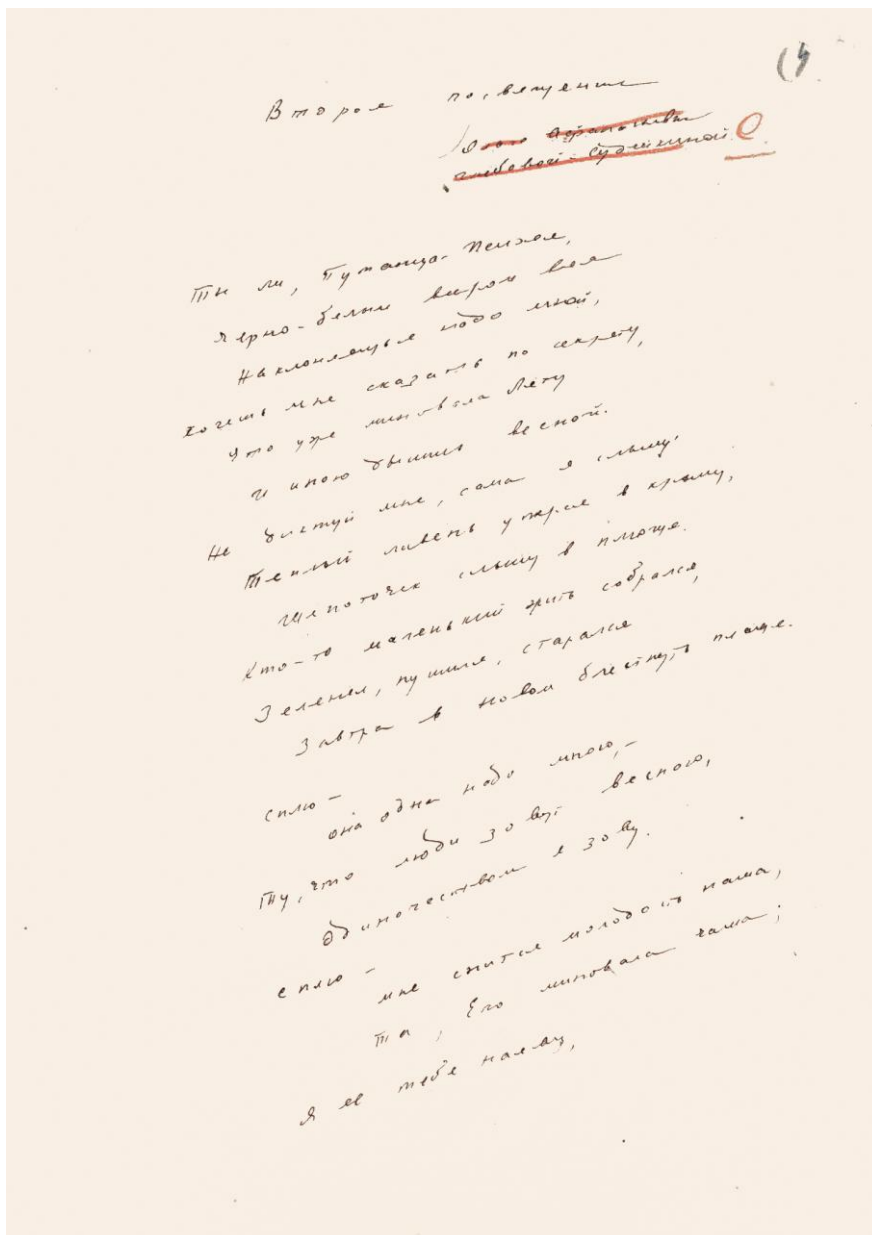 Второе посвящение
Ольге Афанасьевне
Глебовой-Судейкиной
Ты ли, Путаница-Психея,
Черно-белым веером вея
Наклоняешься надо мной,
Хочешь мне сказать по секрету,
Что уже миновала Лету
И иною дышишь весной.
Не диктуй мне, сама я слышу.
Теплый ливень уперся в крышу,
Шепоточек слышу в плюще.
Кто-то маленький жить собрался,
Зеленел, пушился, старался
Завтра в новом блеснуть плаще.
Сплю –
она одна надо мною, –
Ту, что люди зовут весною,
Одиночеством я зову.
Сплю –
мне снится молодость наша,
Та, Его миновала чаша;
Я ее тебе наяву,